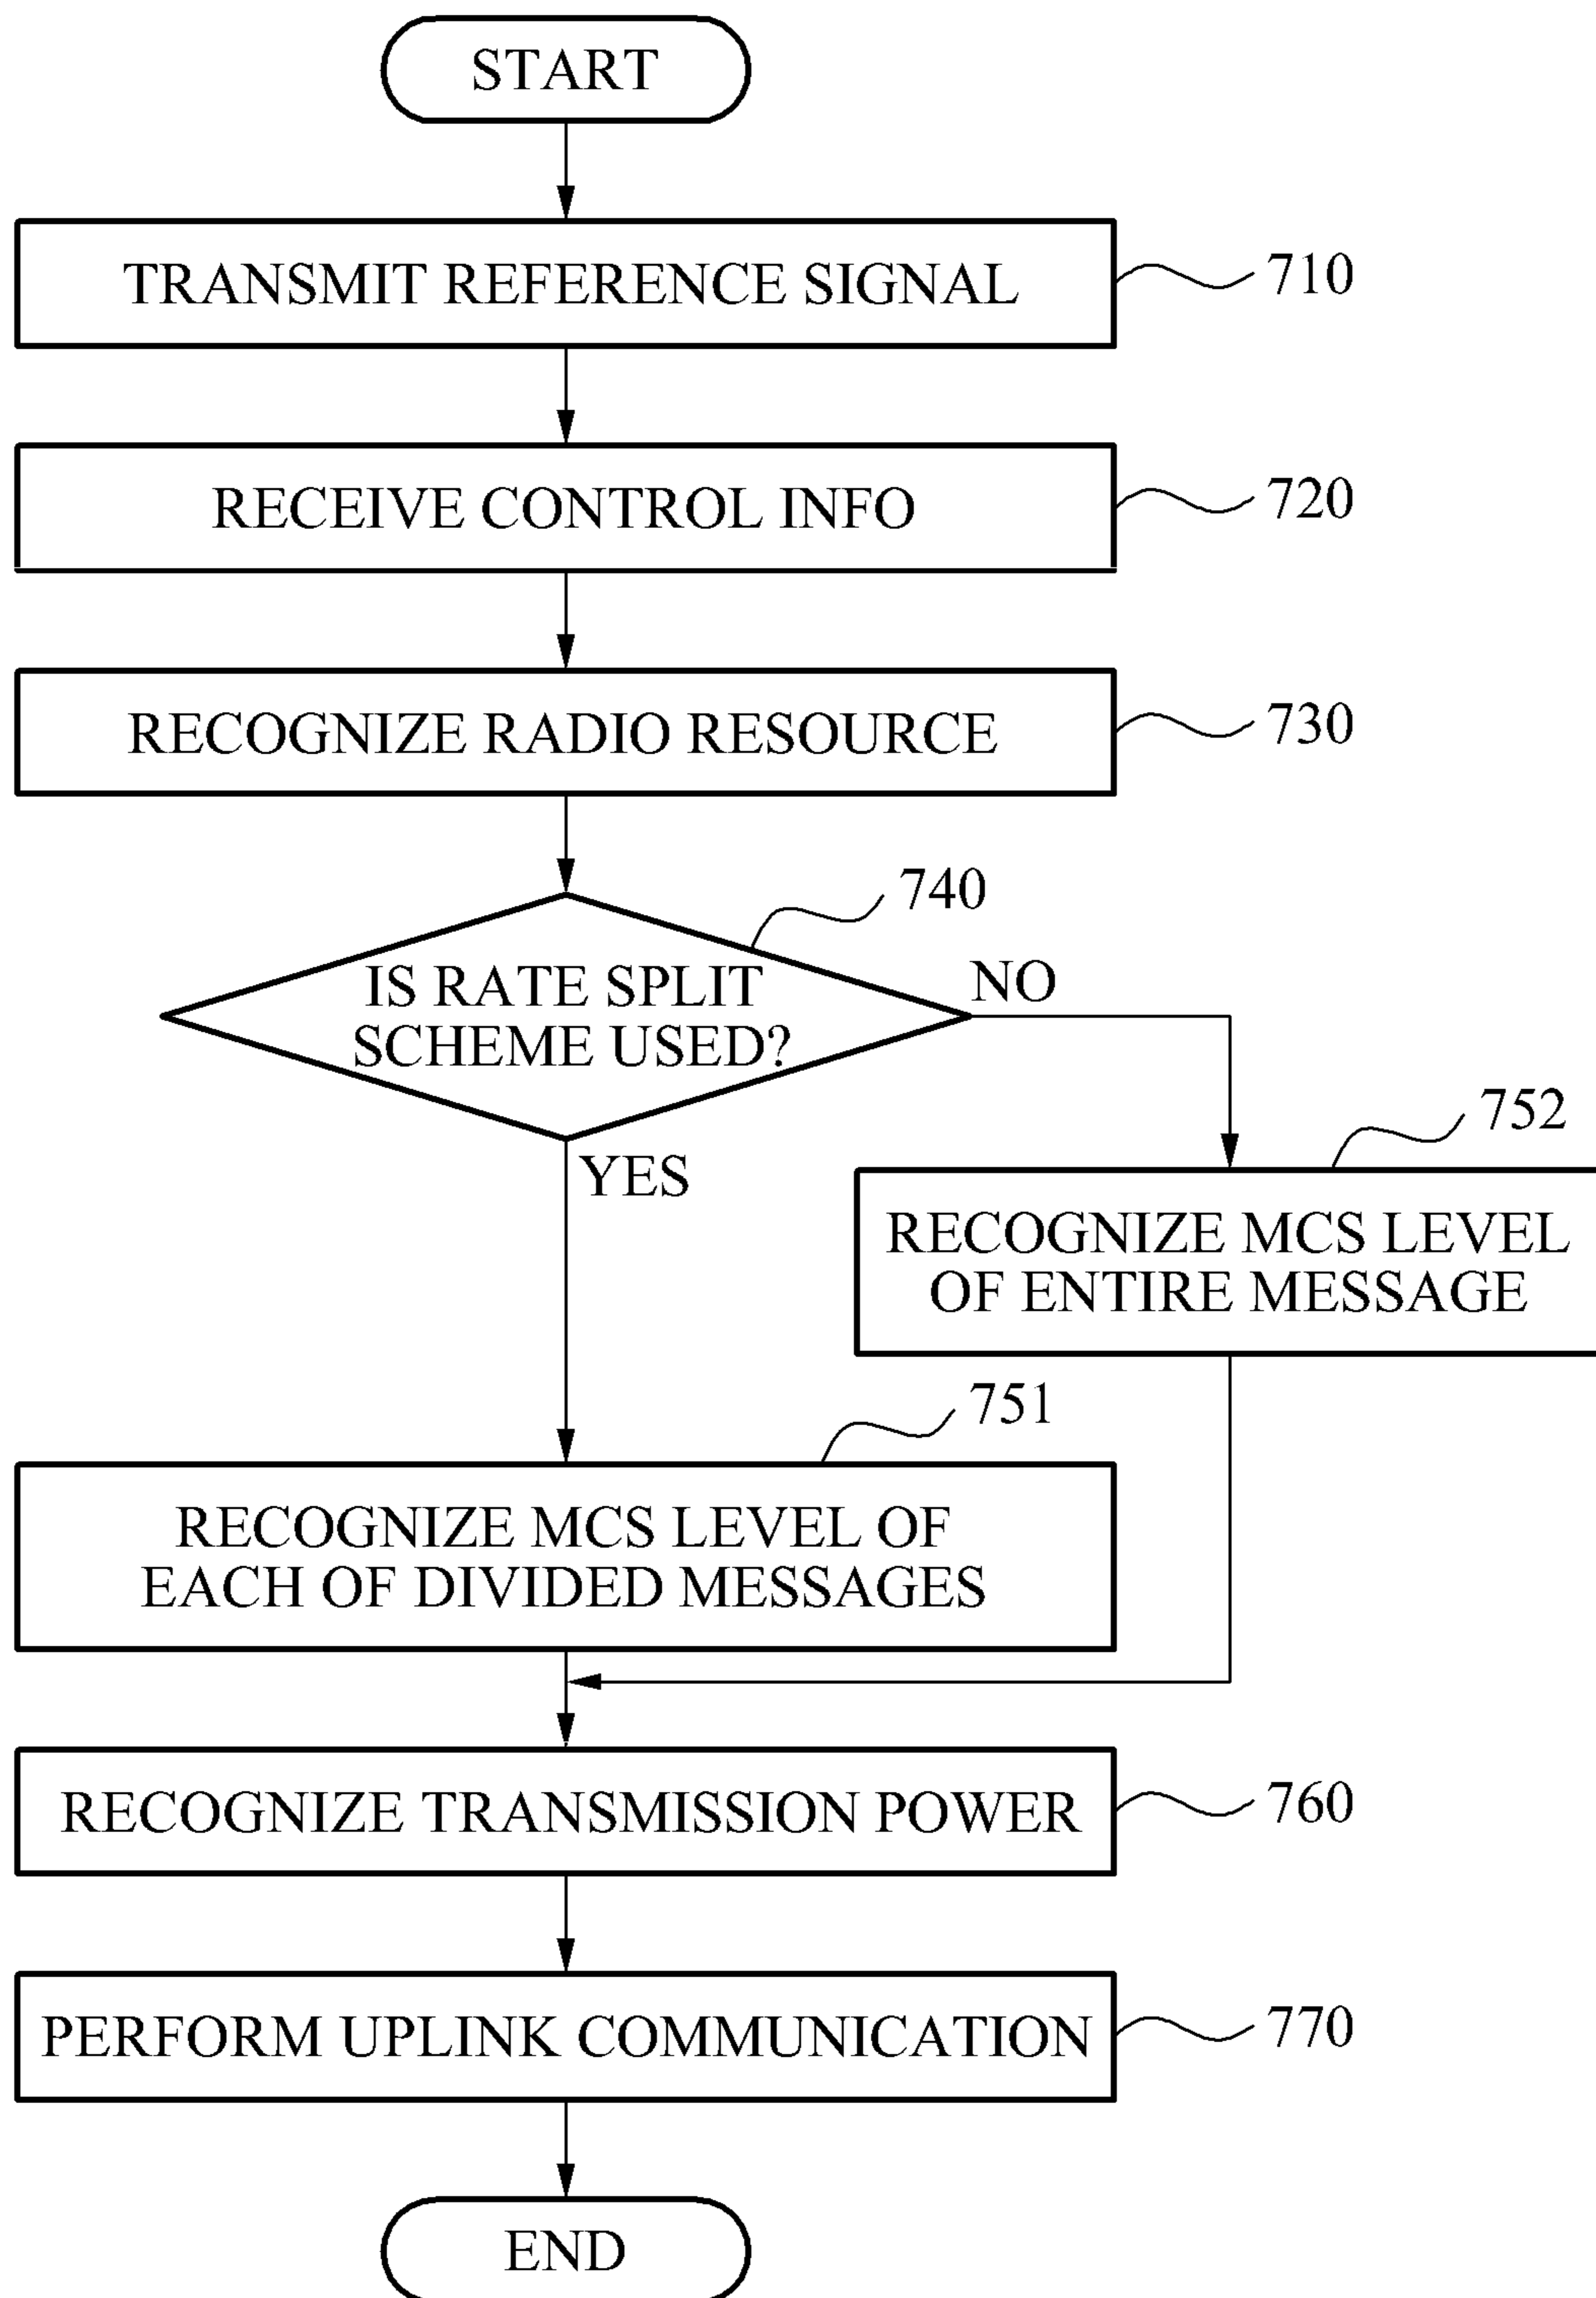 START
TRANSMIT REFERENCE SIGNAL
710
RECEIVE CONTROL INFO
720
RECOGNIZE RADIO RESOURCE
730
740
IS RATE SPLIT
SCHEME USED?
NO
YES
752
RECOGNIZE MCS LEVEL
OF ENTIRE MESSAGE
751
RECOGNIZE MCS LEVEL OF
EACH OF DIVIDED MESSAGES
RECOGNIZE TRANSMISSION POWER
760
PERFORM UPLINK COMMUNICATION
770
END